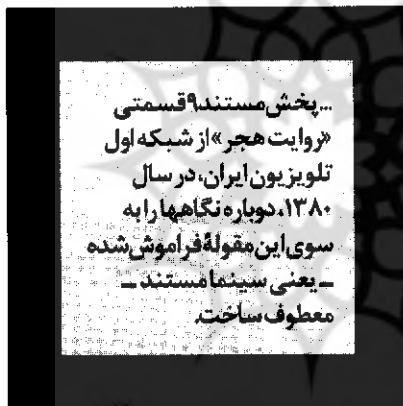 ...پخش مستند ۹ قسمتی
«روایت هجر» از شبکه اول
تلویزیون ایران، در سال
۱۳۸۰، دوباره نگاهها را به
سوی این مقولهٔ فراموش شده
ـ یعنی سینما مستند ـ
معطوف ساخت.